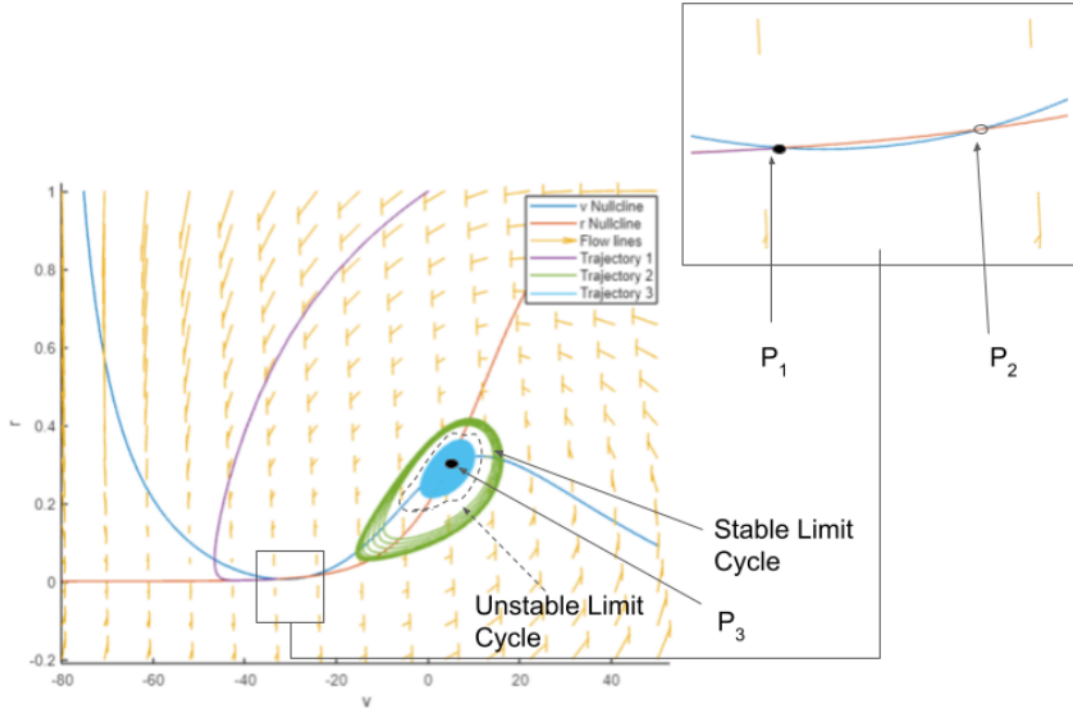 P1
P2
1
0.8
0.6
0.4
0.2
0
-0.2
r
-80
-60
-40
-20
0
20
40
v
v Nullcline
r Nullcline
Flow lines
Trajectory 1
Trajectory 2
Trajectory 3
Stable Limit
Cycle
Unstable Limit
Cycle
P3